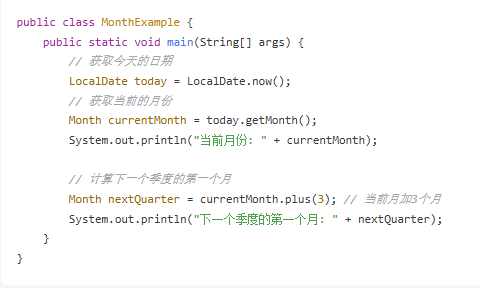 public class MonthExample {
    public static void main(String[] args) {
        // 获取今天的日期
        LocalDate today = LocalDate.now();
        // 获取当前的月份
        Month currentMonth = today.getMonth();
        System.out.println("当前月份: " + currentMonth);
        // 计算下一个季度的第一个月
        Month nextQuarter = currentMonth.plus(3); // 当前月加3个月
        System.out.println("下一个季度的第一个月: " + nextQuarter);
    }
}